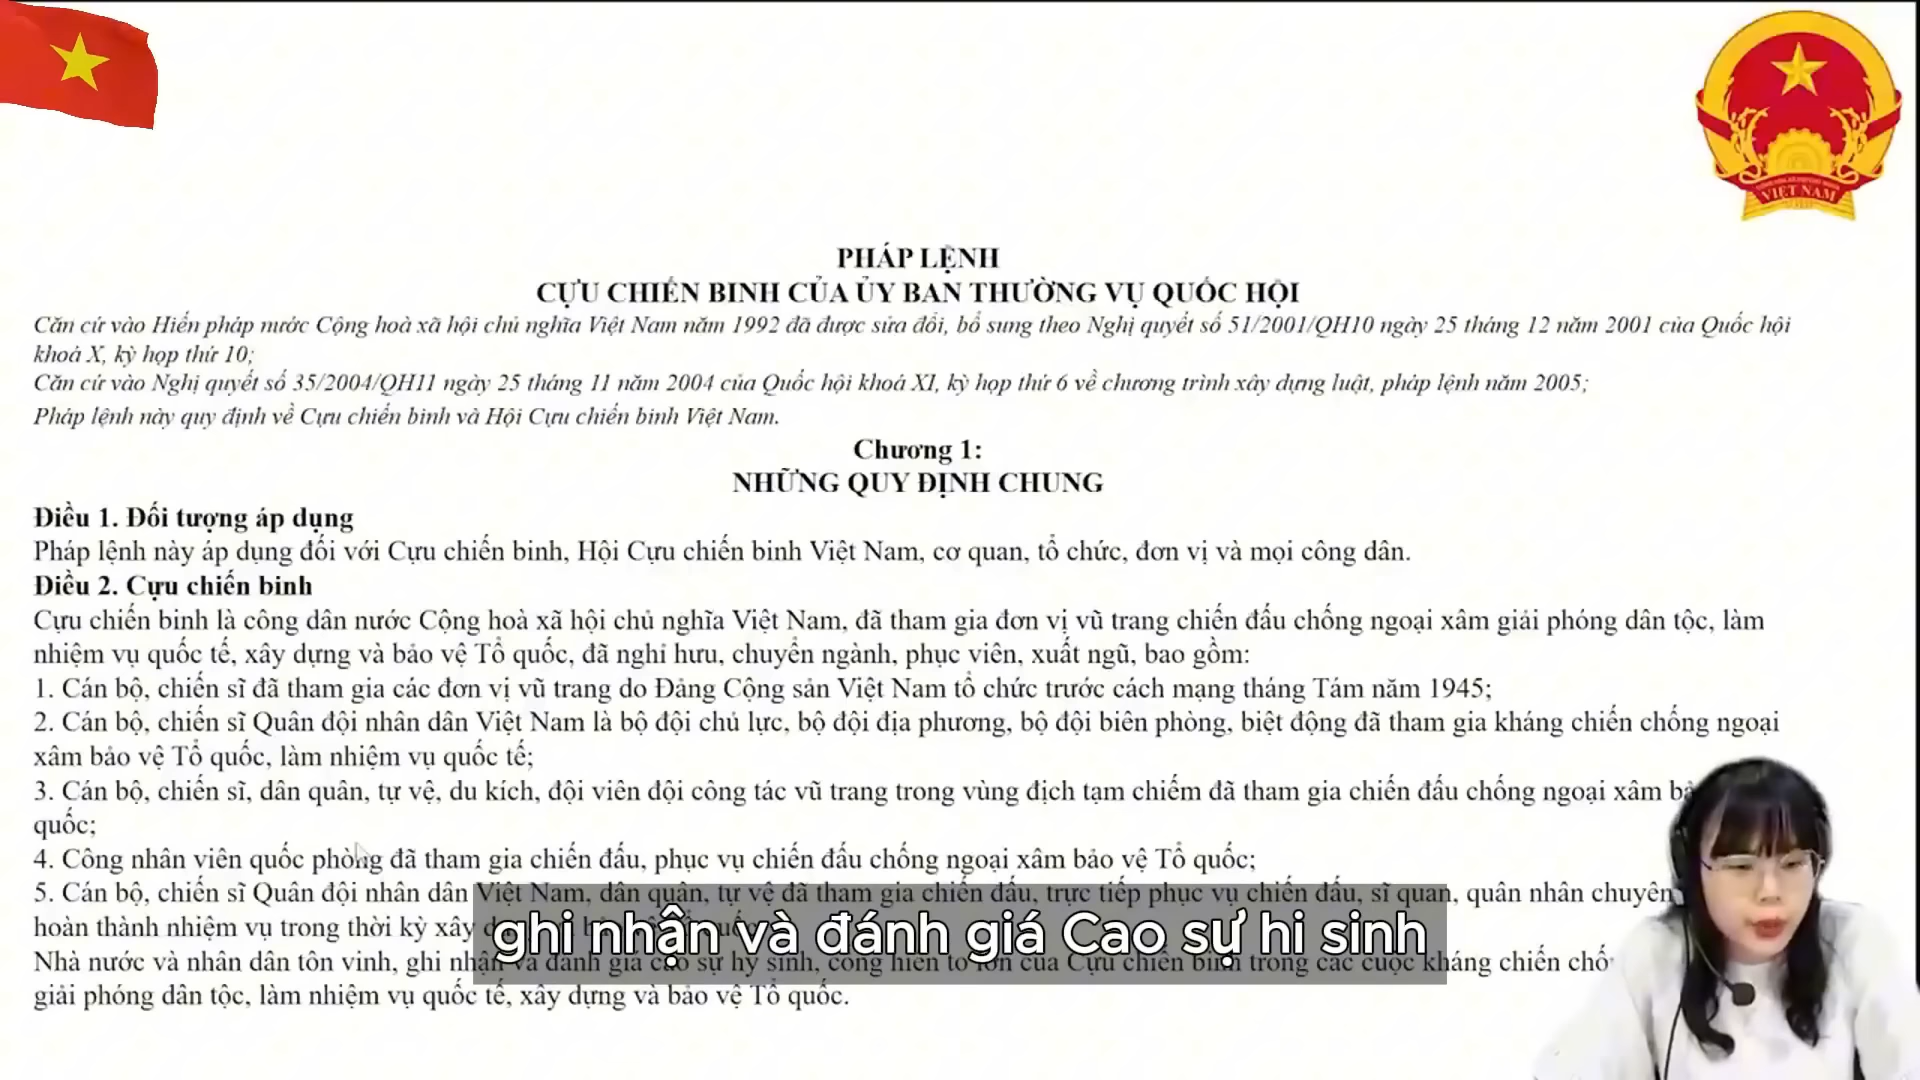 VIỆT NAM
PHÁP LỆNH
CỰU CHIẾN BINH CỦA ỦY BAN THƯỜNG VỤ QUỐC HỘI
Căn cứ vào Hiến pháp nước Cộng hoà xã hội chủ nghĩa Việt Nam năm 1992 đã được sửa đổi, bổ sung theo Nghị quyết số 51/2001/QH10 ngày 25 tháng 12 năm 2001 của Quốc hội
khoá X, kỳ họp thứ 10;
Căn cứ vào Nghị quyết số 35/2004/QH11 ngày 25 tháng 11 năm 2004 của Quốc hội khoá XI, kỳ họp thứ 6 về chương trình xây dựng luật, pháp lệnh năm 2005;
Pháp lệnh này quy định về Cựu chiến binh và Hội Cựu chiến binh Việt Nam.
Chương 1:
NHỮNG QUY ĐỊNH CHUNG
Điều 1. Đối tượng áp dụng
Pháp lệnh này áp dụng đối với Cựu chiến binh, Hội Cựu chiến binh Việt Nam, cơ quan, tổ chức, đơn vị và mọi công dân.
Điều 2. Cựu chiến binh
Cựu chiến binh là công dân nước Cộng hoà xã hội chủ nghĩa Việt Nam, đã tham gia đơn vị vũ trang chiến đấu chống ngoại xâm giải phóng dân tộc, làm
nhiệm vụ quốc tế, xây dựng và bảo vệ Tổ quốc, đã nghỉ hưu, chuyển ngành, phục viên, xuất ngũ, bao gồm:
1. Cán bộ, chiến sĩ đã tham gia các đơn vị vũ trang do Đảng Cộng sản Việt Nam tổ chức trước cách mạng tháng Tám năm 1945;
2. Cán bộ, chiến sĩ Quân đội nhân dân Việt Nam là bộ đội chủ lực, bộ đội địa phương, bộ đội biên phòng, biệt động đã tham gia kháng chiến chống ngoại
xâm bảo vệ Tổ quốc, làm nhiệm vụ quốc tế;
3. Cán bộ, chiến sĩ, dân quân, tự vệ, du kích, đội viên đội công tác vũ trang trong vùng địch tạm chiếm đã tham gia chiến đấu chống ngoại xâm
quốc;
4. Công nhân viên quốc phòng đã tham gia chiến đấu, phục vụ chiến đấu chống ngoại xâm bảo vệ Tổ quốc;
5. Cán bộ, chiến sĩ Quân đội nhân dân Việt Nam, dân quân, tự vệ đã tham gia chiến đấu, trực tiếp phục vụ chiến đấu, sĩ quan, quân nhân chuyên
hoàn thành nhiệm vụ trong thời kỳ xây
ghi nhận và đánh giá Cao sự hi sinh
Nhà nước và nhân dân tôn vinh, ghi nhận và đánh giá cao sự hy sinh, cống hiến to lớn của Cựu chiến binh trong các cuộc kháng chiến
giải phóng dân tộc, làm nhiệm vụ quốc tế, xây dựng và bảo vệ Tổ quốc.